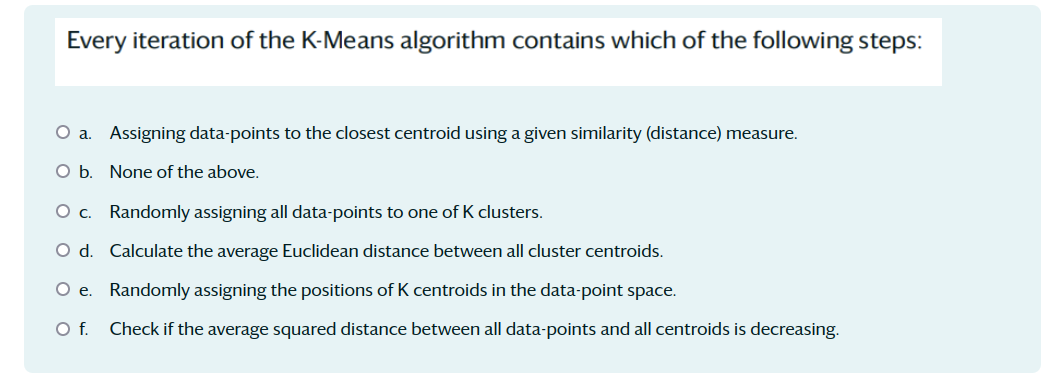 Every iteration of the K-Means algorithm contains which of the following steps:
a. Assigning data-points to the closest centroid using a given similarity (distance) measure.
b. None of the above.
c. Randomly assigning all data-points to one of K clusters.
d. Calculate the average Euclidean distance between all cluster centroids.
e. Randomly assigning the positions of K centroids in the data-point space.
f. Check if the average squared distance between all data-points and all centroids is decreasing.